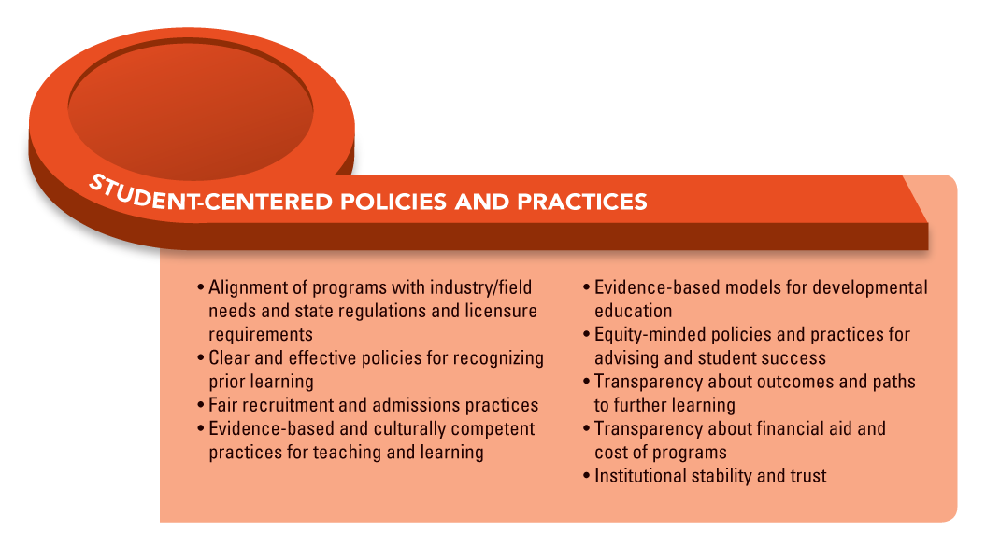 STUDENT-CENTERED POLICIES AND PRACTICES
• Alignment of programs with industry/field
needs and state regulations and licensure
requirements
• Clear and effective policies for recognizing
prior learning
• Fair recruitment and admissions practices
• Evidence-based and culturally competent
practices for teaching and learning
• Evidence-based models for developmental
education
• Equity-minded policies and practices for
advising and student success
• Transparency about outcomes and paths
to further learning
• Transparency about financial aid and
cost of programs
• Institutional stability and trust